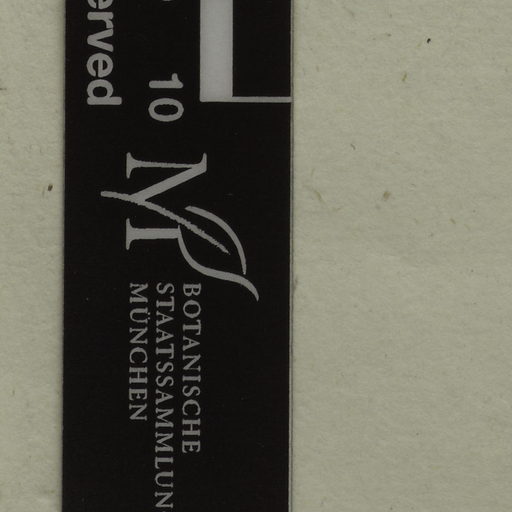 erved
10
M
BOTANISCHE
STAATSSAMMLUN
MÜNCHEN